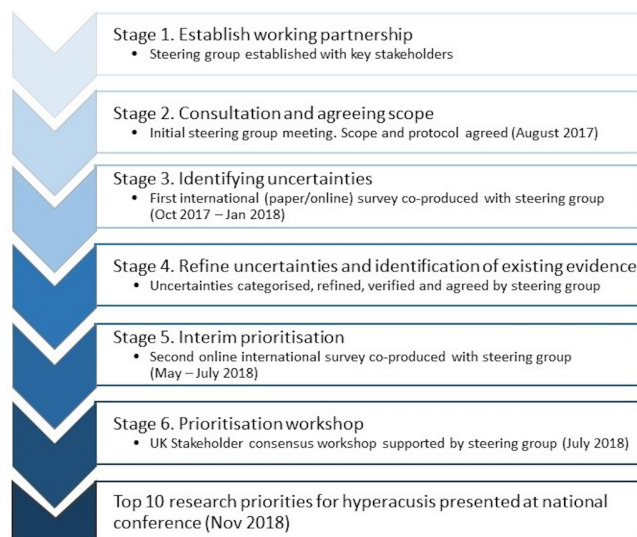 Stage 1. Establish working partnership
• Steering group established with key stakeholders
Stage 2. Consultation and agreeing scope
• Initial steering group meeting. Scope and protocol agreed (August 2017)
Stage 3. Identifying uncertainties
• First international (paper/online) survey co-produced with steering group
(Oct 2017 – Jan 2018)
Stage 4. Refine uncertainties and identification of existing evidence
• Uncertainties categorised, refined, verified and agreed by steering group
Stage 5. Interim prioritisation
• Second online international survey co-produced with steering group
(May – July 2018)
Stage 6. Prioritisation workshop
• UK Stakeholder consensus workshop supported by steering group (July 2018)
Top 10 research priorities for hyperacusis presented at national
conference (Nov 2018)